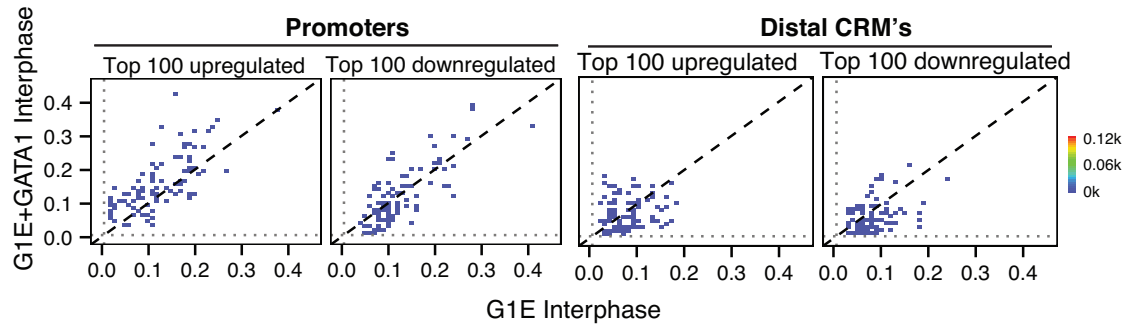 Promoters
Distal CRM's
Top 100 upregulated
Top 100 downregulated
Top 100 upregulated
Top 100 downregulated
G1E+GATA1 Interphase
0.4
0.3
0.2
0.1
0.0
0.0 0.1 0.2 0.3 0.4
0.0 0.1 0.2 0.3 0.4
0.0 0.1 0.2 0.3 0.4
0.0 0.1 0.2 0.3 0.4
0.12k
0.06k
0k
G1E Interphase